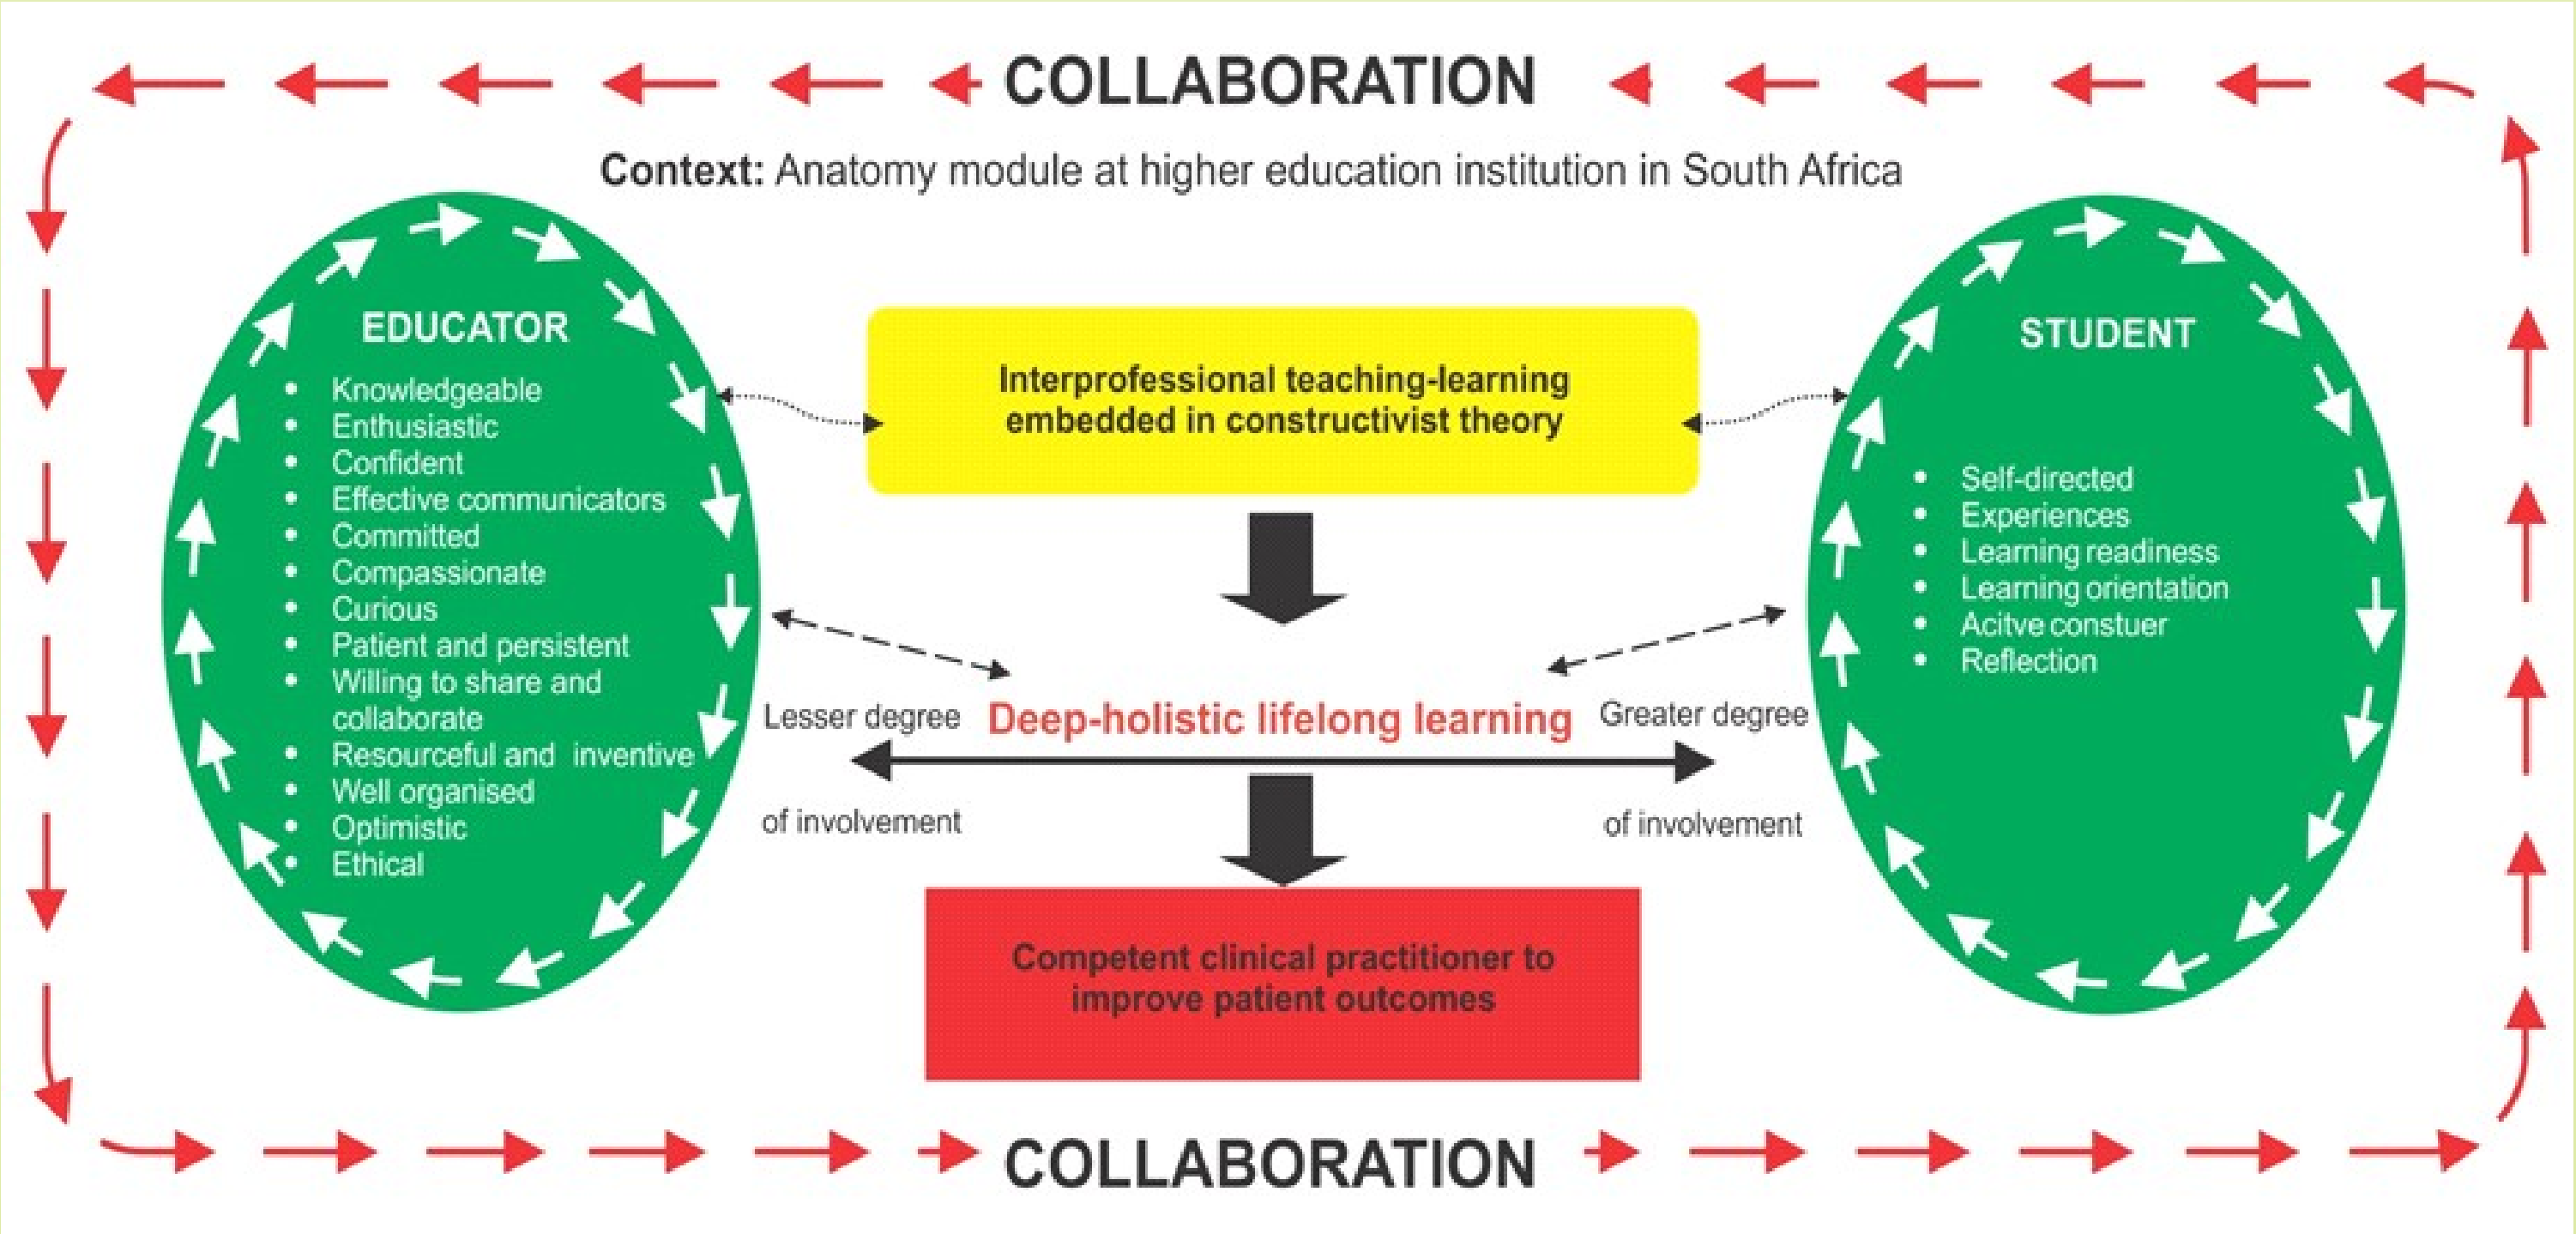 COLLABORATION
Context: Anatomy module at higher education institution in South Africa
EDUCATOR
• Knowledgeable
• Enthusiastic
• Confident
• Effective communicators
• Committed
• Compassionate
• Curious
• Patient and persistent
• Willing to share and
collaborate
• Resourceful and inventive
• Well organised
• Optimistic
• Ethical
Interprofessional teaching-learning
embedded in constructivist theory
Lesser degree
of involvement
Deep-holistic lifelong learning
Greater degree
of involvement
Competent clinical practitioner to
improve patient outcomes
STUDENT
• Self-directed
• Experiences
• Learning readiness
• Learning orientation
• Acitve constuer
• Reflection
COLLABORATION